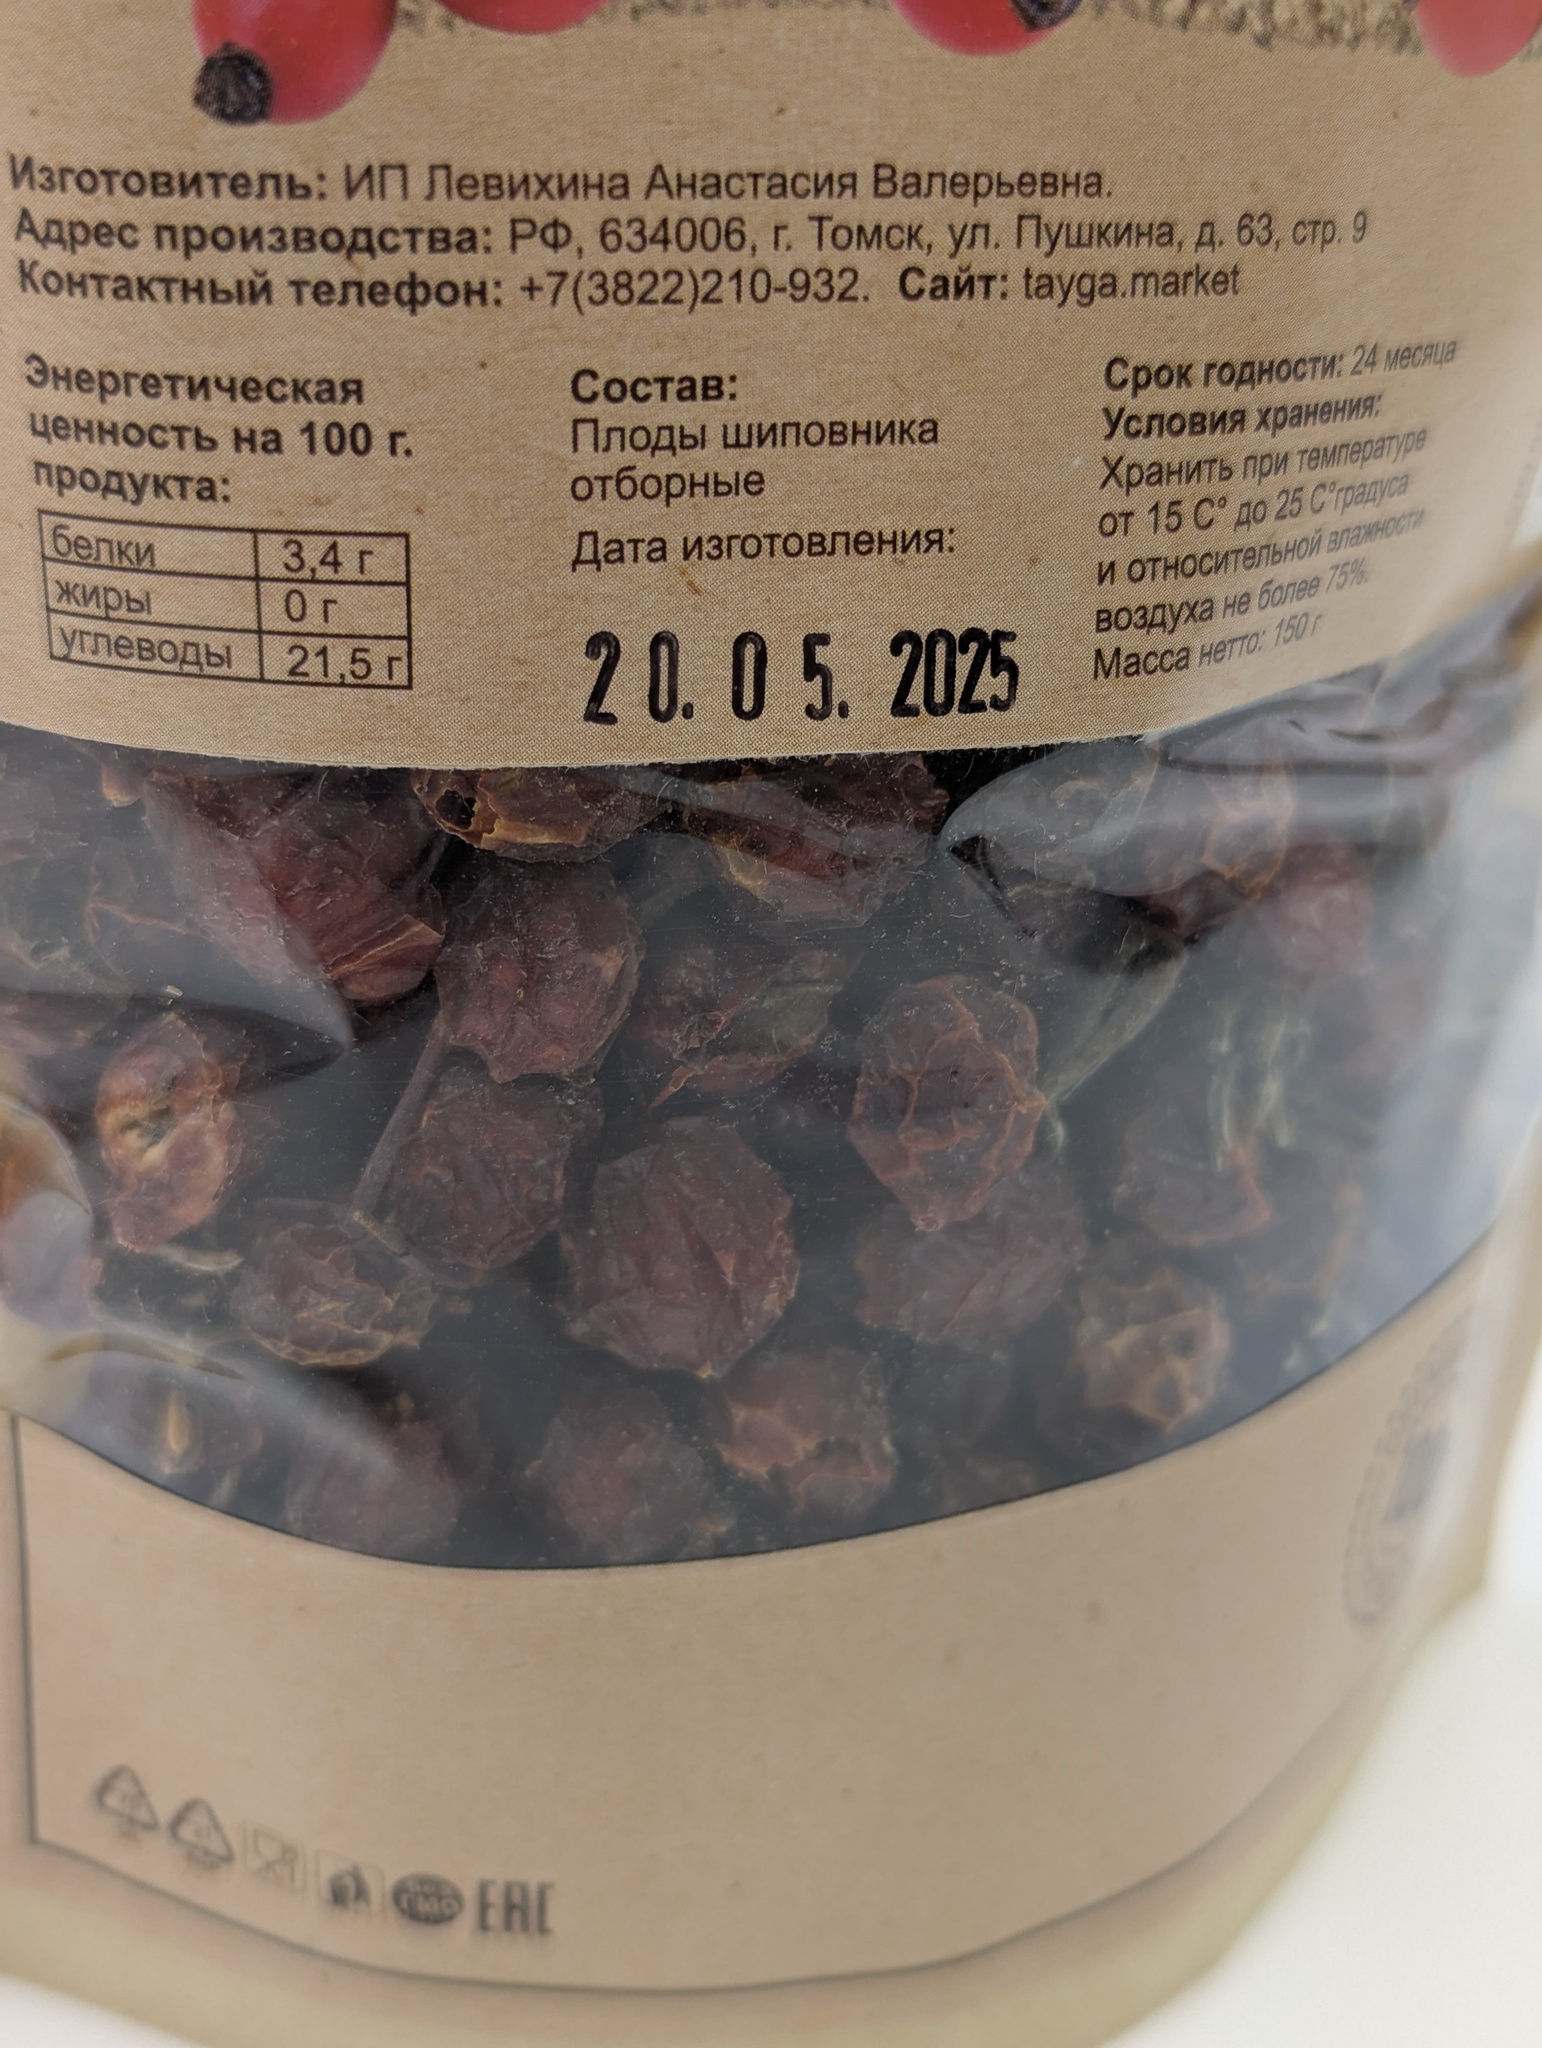 Изготовитель: ИП Левихина Анастасия Валерьевна.
Адрес производства: РФ, 634006, г. Томск, ул. Пушкина, д. 63, стр. 9
Контактный телефон: +7(3822)210-932. Сайт: tayga.market
Энергетическая
ценность на 100 г.
продукта:
белки 3,4 г
жиры 0 г
углеводы 21,5 г
Состав:
Плоды шиповника
отборные
Дата изготовления:
20.05.2025
Срок годности: 24 месяца
Условия хранения:
Хранить при температуре
от 15 С° до 25 С°градуса
и относительной влажности
воздуха не более 75%.
Масса нетто: 150 г
ЕАС